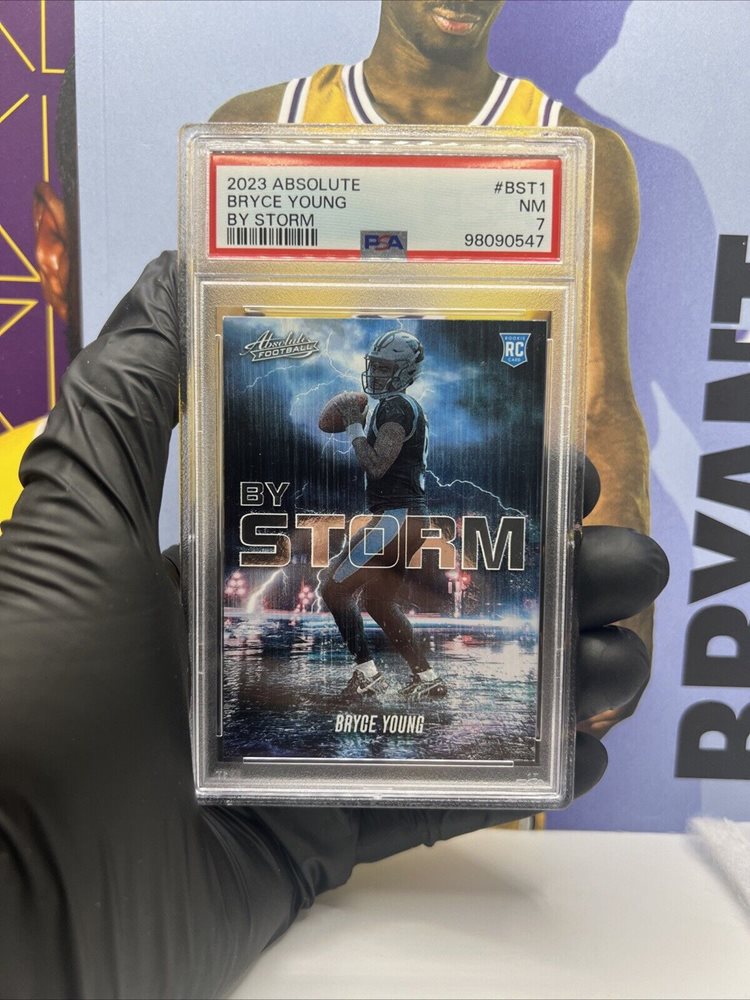 2023 ABSOLUTE #BST1
BRYCE YOUNG NM
BY STORM 7
PSA 98090547
Absolute
FOOTBALL
ROOKIE
RC
CARD
BY
STORM
BRYCE YOUNG
BRYANT